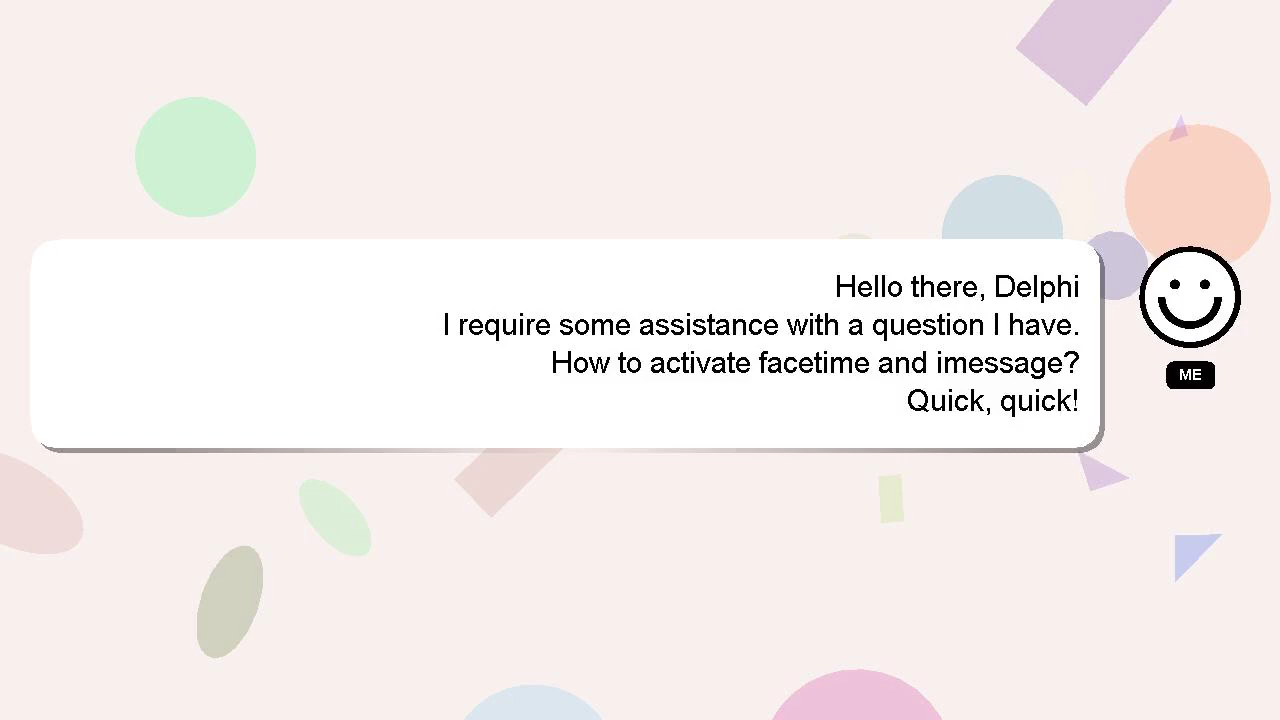 Hello there, Delphi
I require some assistance with a question I have.
How to activate facetime and imessage?
Quick, quick!
ME